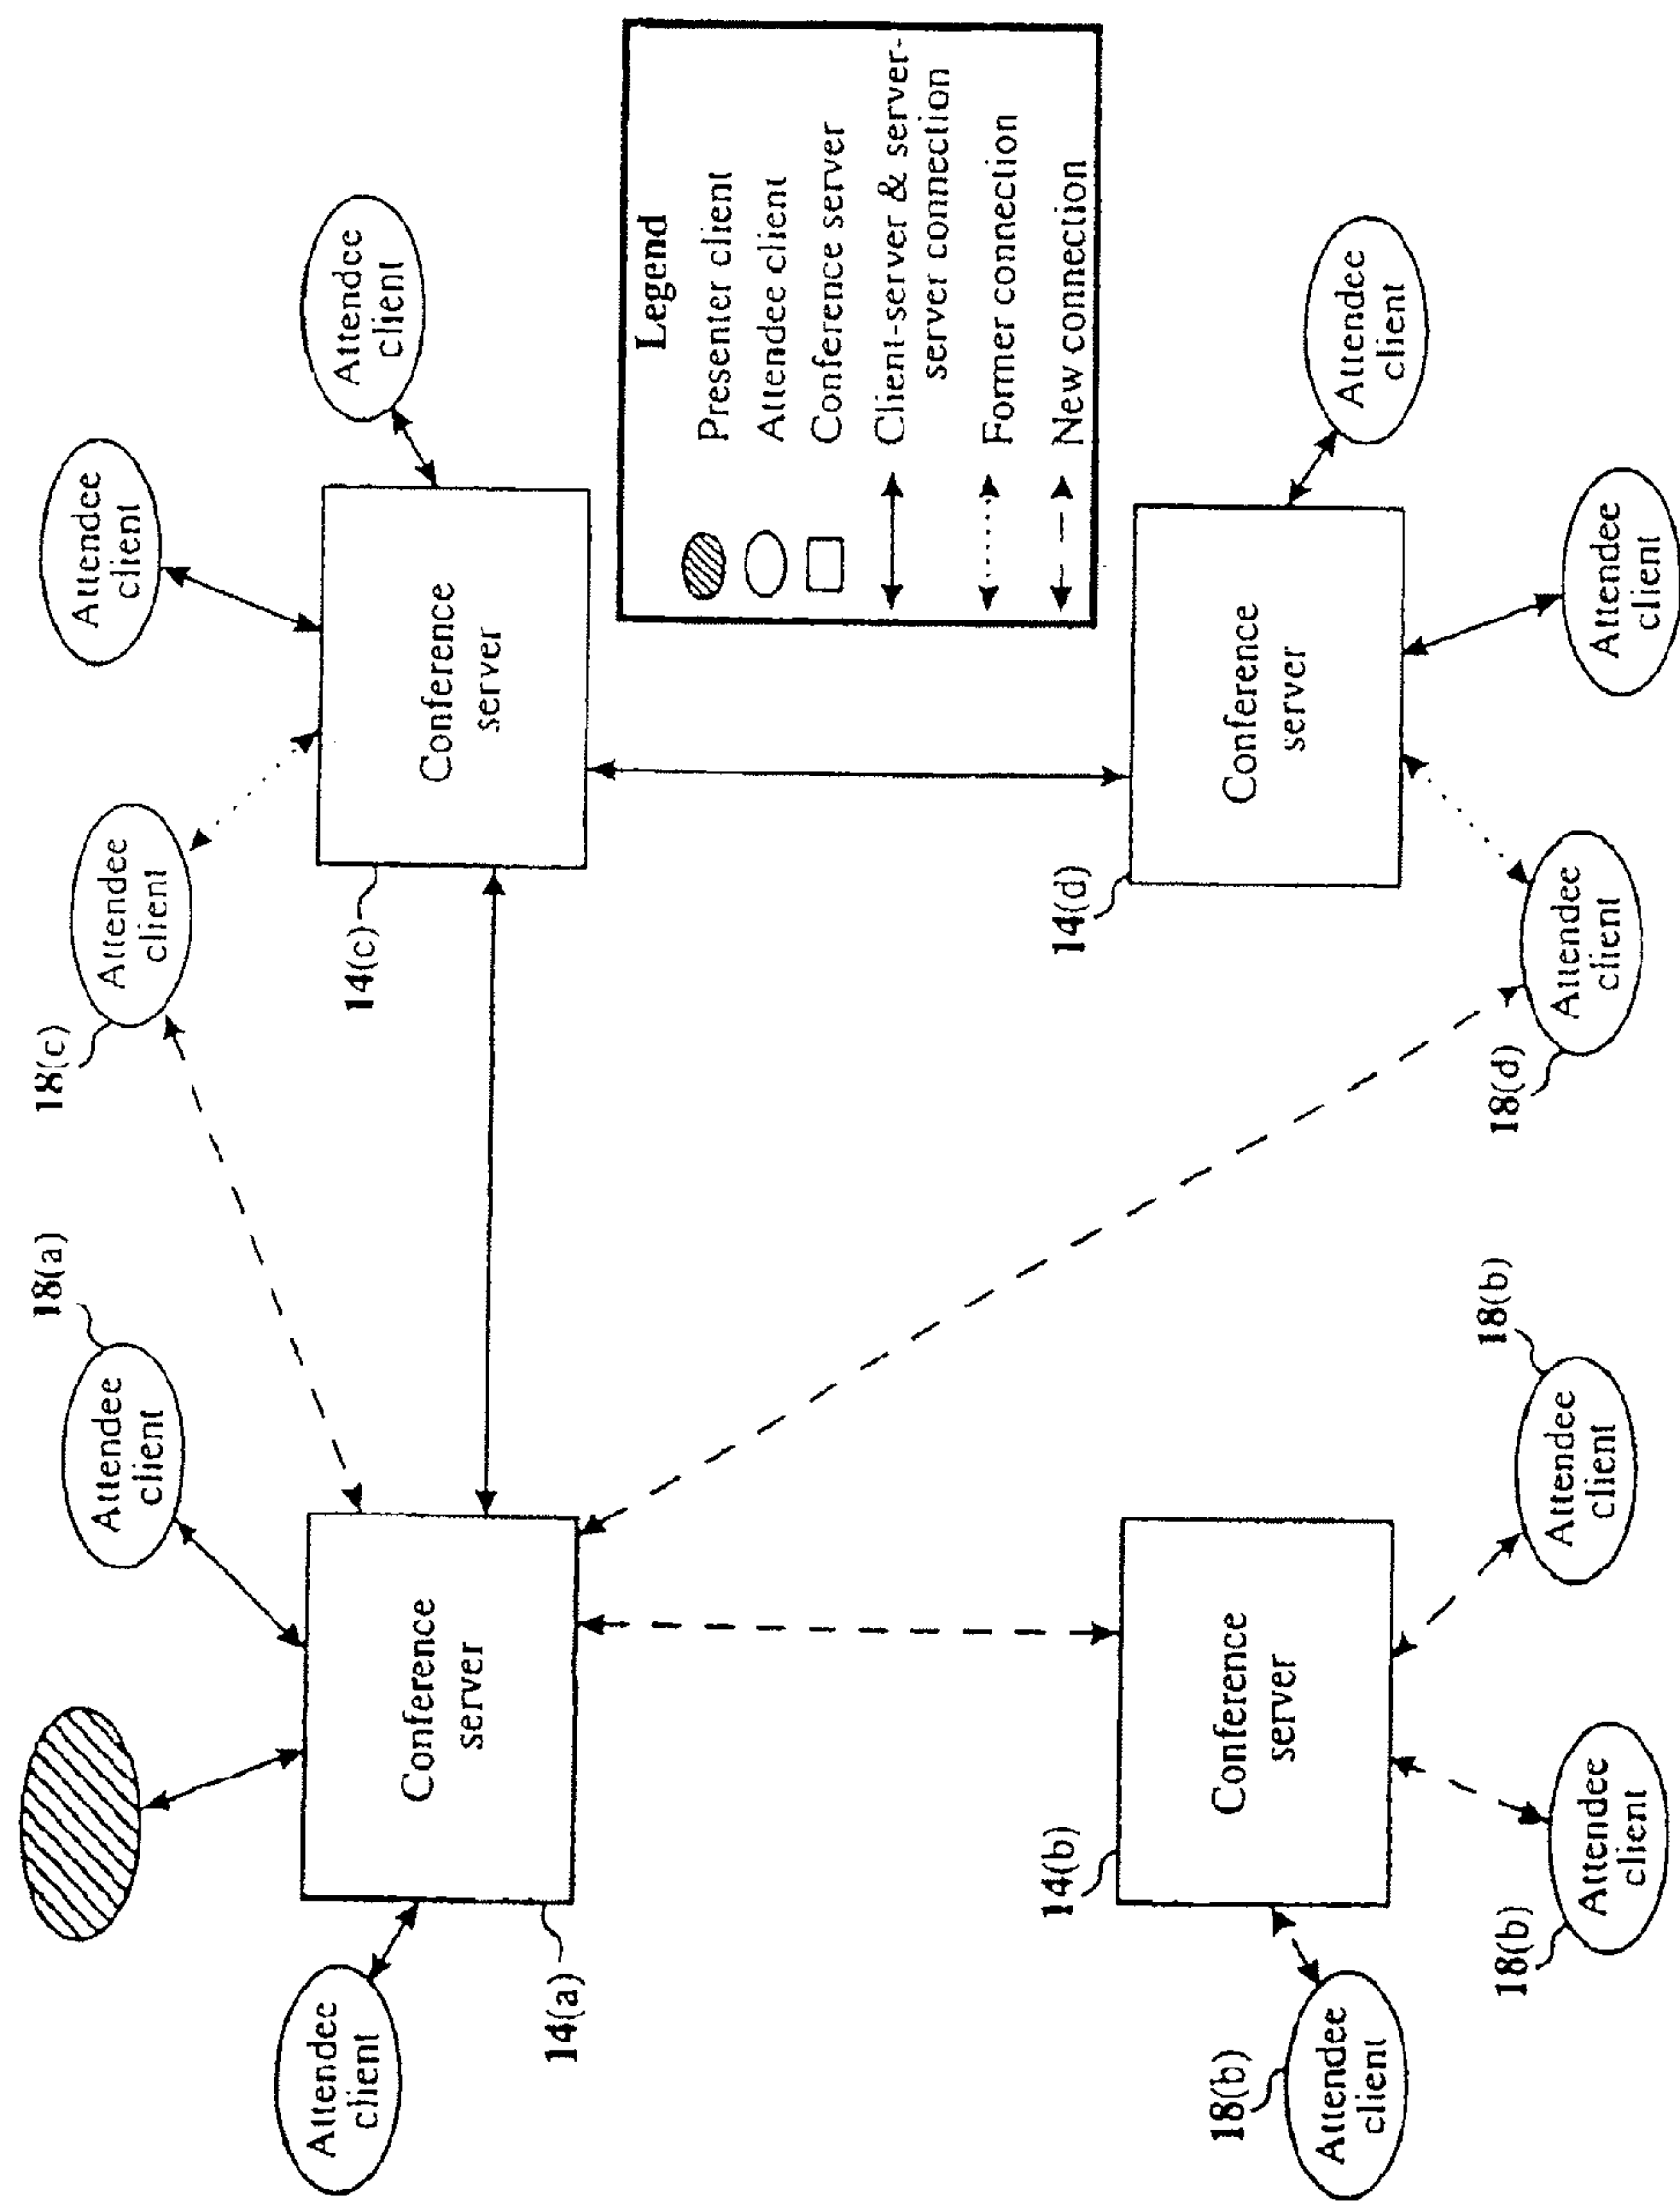 Attendee
client
14(a)
Attendee
client
18(a)
Conference
server
Attendee
client
18(c)
Attendee
client
Attendee
client
14(c)
Conference
server
Legend
Presenter client
Attendee client
Conference server
Client-server & server-
server connection
Former connection
New connection
18(b)
Attendee
client
14(b)
Conference
server
18(b)
Attendee
client
18(b)
Attendee
client
14(d)
Conference
server
18(d)
Attendee
client
Attendee
client
Attendee
client